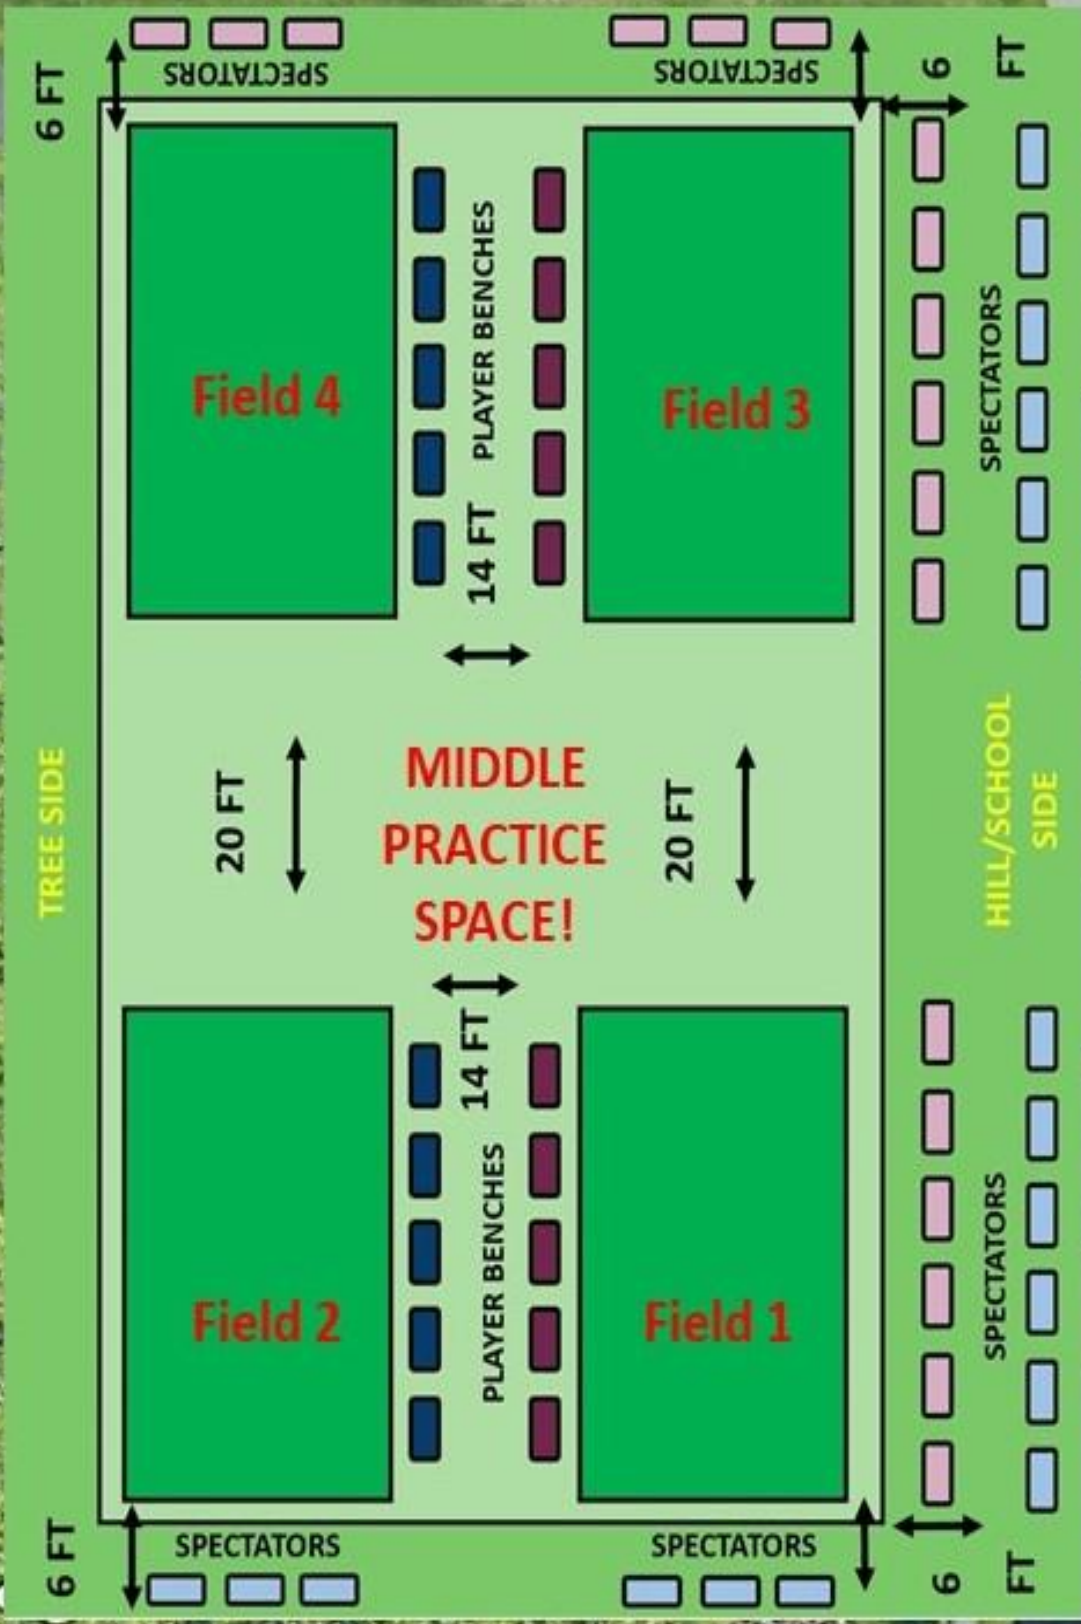 SPECTATORS
SPECTATORS
6 FT
6 FT
PLAYER BENCHES
14 FT
Field 4
Field 3
SPECTATORS
TREE SIDE
20 FT
MIDDLE
PRACTICE
SPACE!
20 FT
HILL/SCHOOL
SIDE
14 FT
PLAYER BENCHES
Field 2
Field 1
SPECTATORS
6 FT
SPECTATORS
SPECTATORS
6 FT